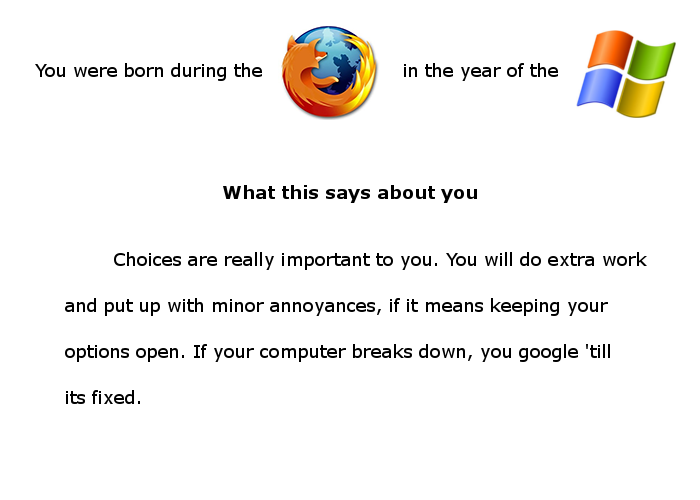 You were born during the in the year of the
What this says about you
Choices are really important to you. You will do extra work
and put up with minor annoyances, if it means keeping your
options open. If your computer breaks down, you google 'till
its fixed.